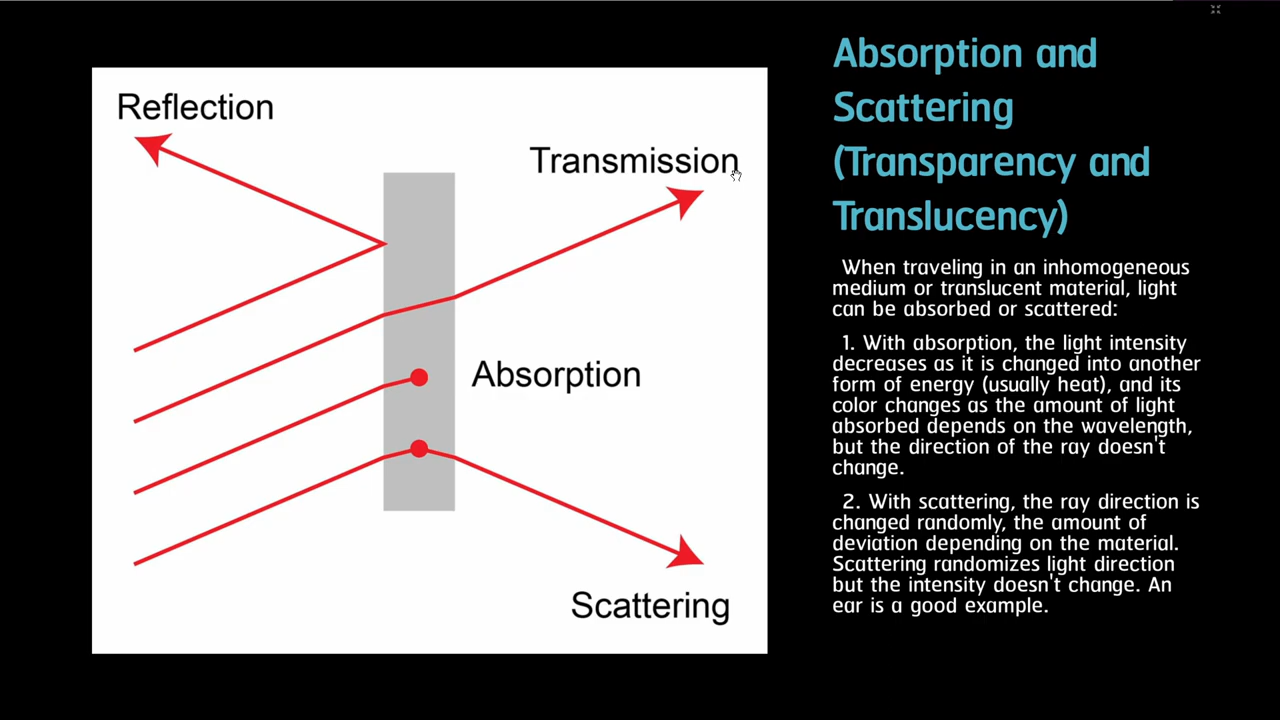 Reflection
Transmission
Absorption
Scattering
Absorption and
Scattering
(Transparency and
Translucency)
When traveling in an inhomogeneous
medium or translucent material, light
can be absorbed or scattered:
1. With absorption, the light intensity
decreases as it is changed into another
form of energy (usually heat), and its
color changes as the amount of light
absorbed depends on the wavelength,
but the direction of the ray doesn't
change.
2. With scattering, the ray direction is
changed randomly, the amount of
deviation depending on the material.
Scattering randomizes light direction
but the intensity doesn't change. An
ear is a good example.